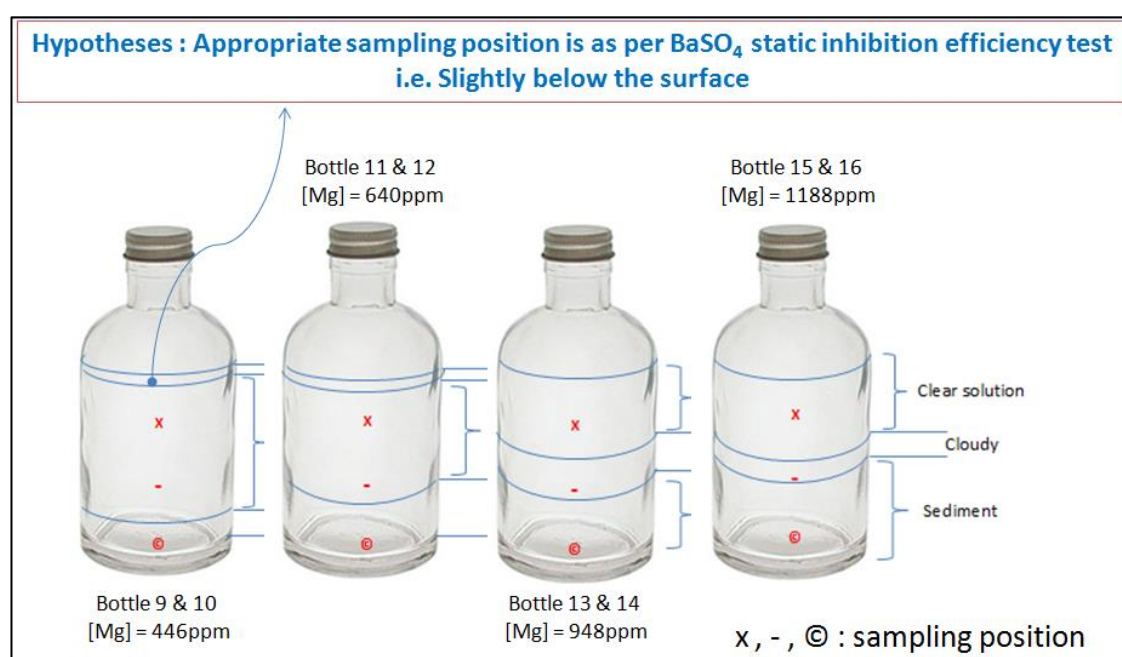 Hypotheses : Appropriate sampling position is as per BaSO₄ static inhibition efficiency test
i.e. Slightly below the surface
Bottle 11 & 12
[Mg] = 640ppm
Bottle 15 & 16
[Mg] = 1188ppm
x
x
x
x
-
-
-
-
©
©
©
©
Clear solution
Cloudy
Sediment
Bottle 9 & 10
[Mg] = 446ppm
Bottle 13 & 14
[Mg] = 948ppm
x , - , © : sampling position